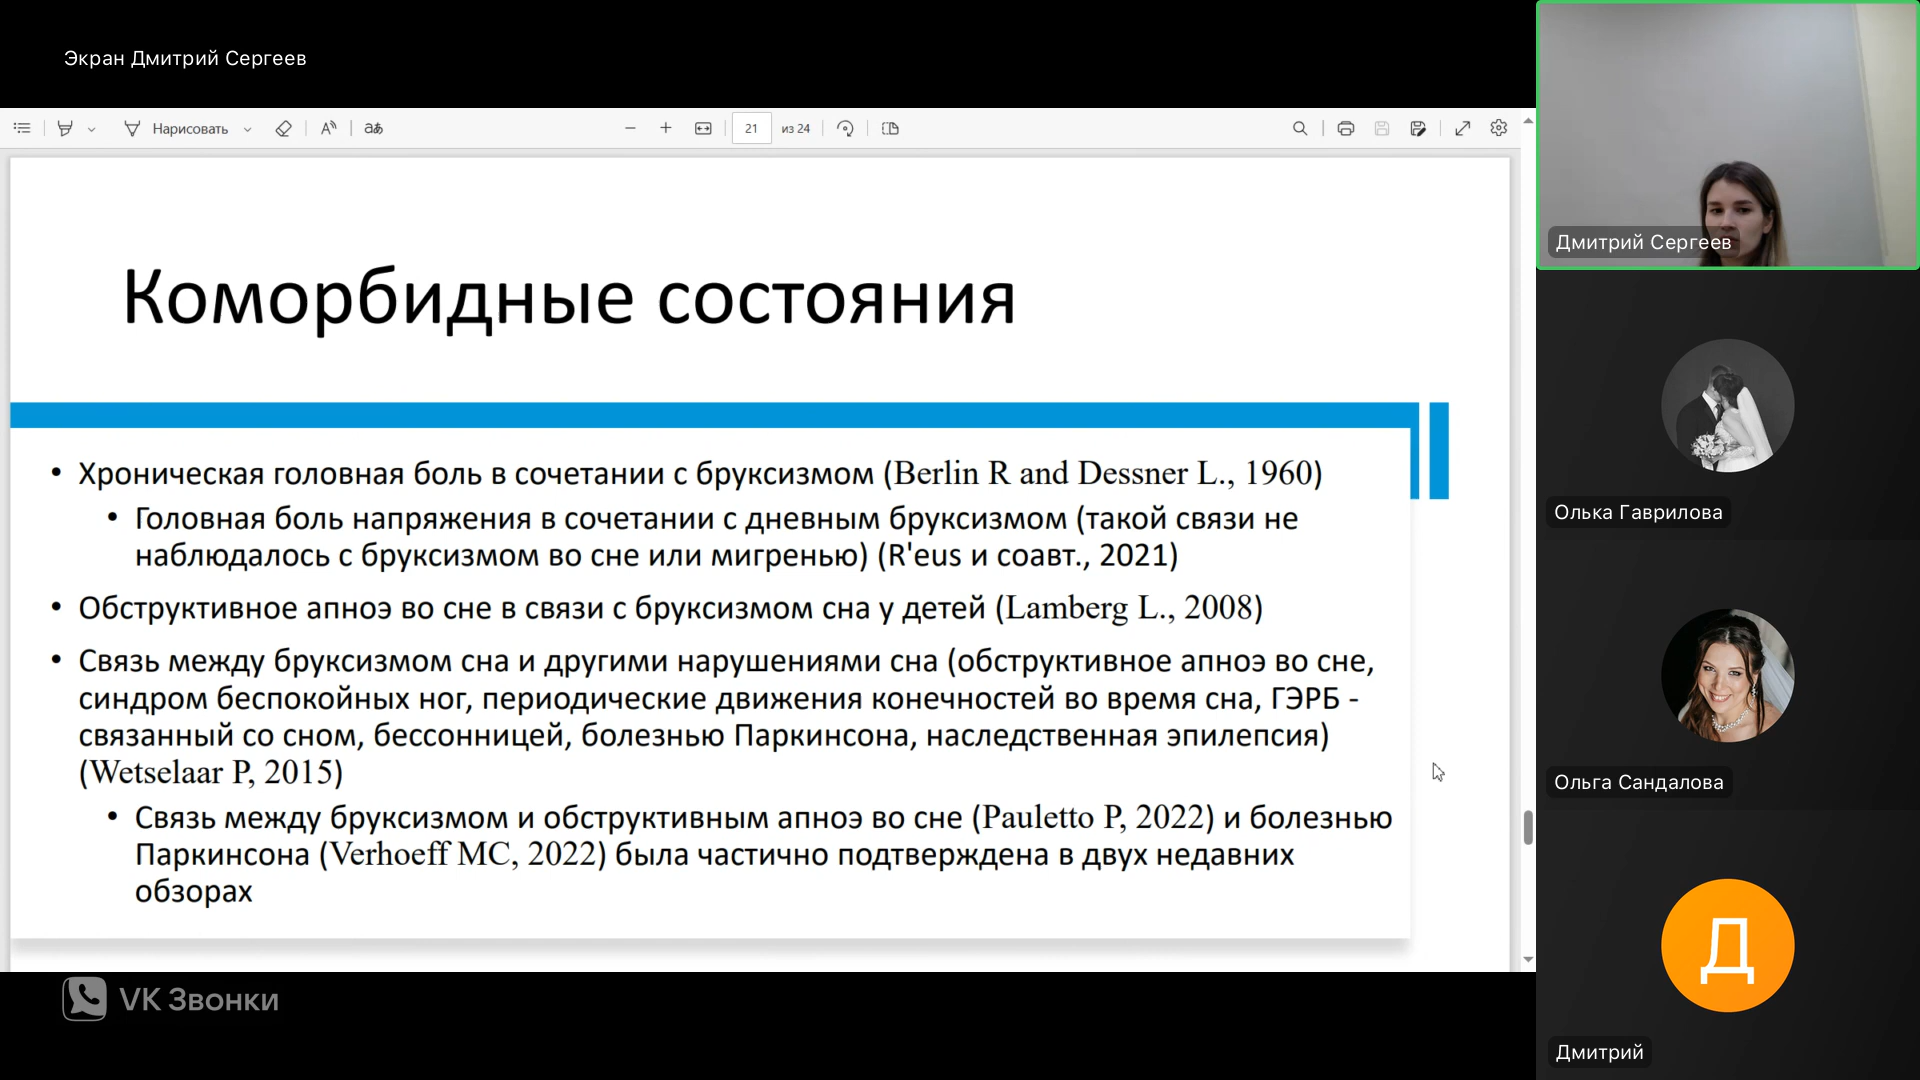 Экран Дмитрий Сергеев
Нарисовать
21
из 24
Коморбидные состояния
• Хроническая головная боль в сочетании с бруксизмом (Berlin R and Dessner L., 1960)
• Головная боль напряжения в сочетании с дневным бруксизмом (такой связи не
наблюдалось с бруксизмом во сне или мигренью) (R'eus и соавт., 2021)
• Обструктивное апноэ во сне в связи с бруксизмом сна у детей (Lamberg L., 2008)
• Связь между бруксизмом сна и другими нарушениями сна (обструктивное апноэ во сне,
синдром беспокойных ног, периодические движения конечностей во время сна, ГЭРБ -
связанный со сном, бессонницей, болезнью Паркинсона, наследственная эпилепсия)
(Wetselaar P, 2015)
• Связь между бруксизмом и обструктивным апноэ во сне (Pauletto P, 2022) и болезнью
Паркинсона (Verhoeff MC, 2022) была частично подтверждена в двух недавних
обзорах
VK Звонки
Дмитрий Сергеев
Олька Гаврилова
Ольга Сандалова
Д
Дмитрий